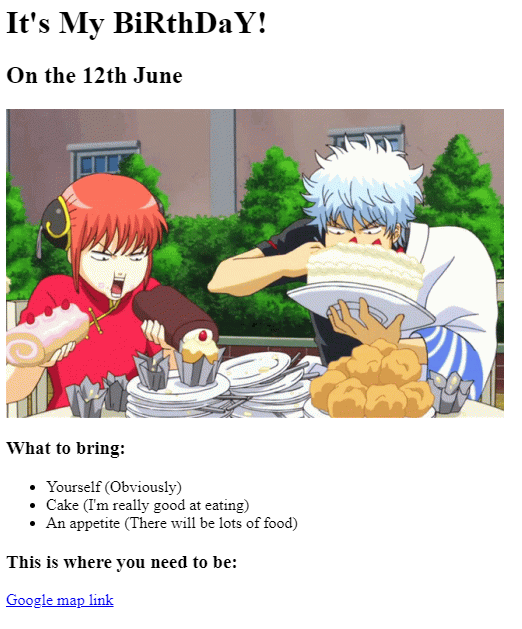 It's My BiRthDaY!
On the 12th June
What to bring:
Yourself (Obviously)
Cake (I'm really good at eating)
An appetite (There will be lots of food)
This is where you need to be:
Google map link